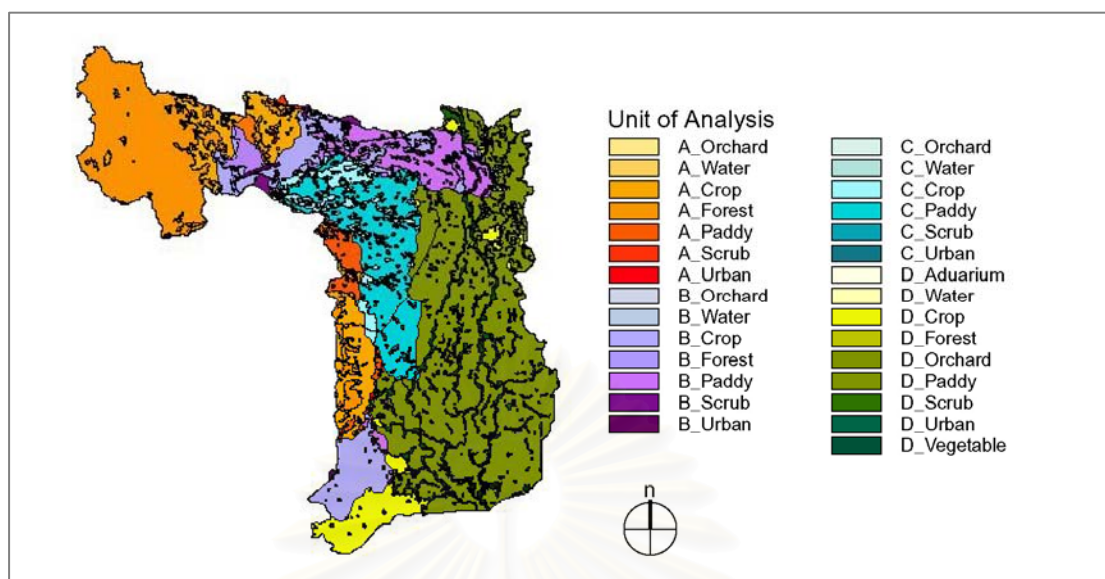 Unit of Analysis
A_Orchard
A_Water
A_Crop
A_Forest
A_Paddy
A_Scrub
A_Urban
B_Orchard
B_Water
B_Crop
B_Forest
B_Paddy
B_Scrub
B_Urban
C_Orchard
C_Water
C_Crop
C_Paddy
C_Scrub
C_Urban
D_Aduarium
D_Water
D_Crop
D_Forest
D_Orchard
D_Paddy
D_Scrub
D_Urban
D_Vegetable
n